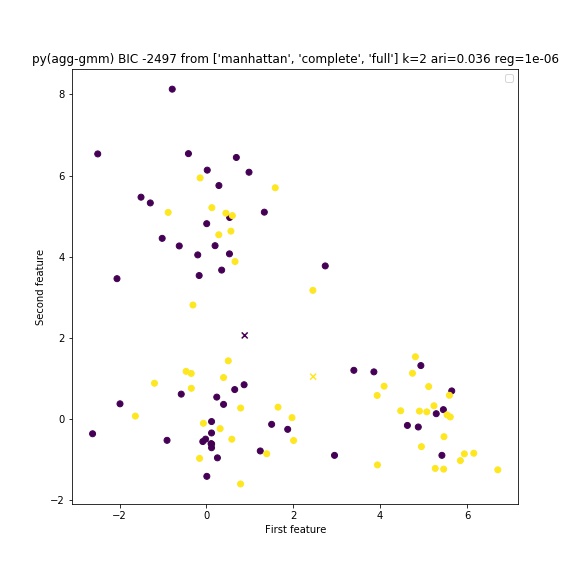 py(agg-gmm) BIC -2497 from ['manhattan', 'complete', 'full'] k=2 ari=0.036 reg=1e-06
8
6
4
2
0
−2
Second feature
−2 0 2 4 6
First feature